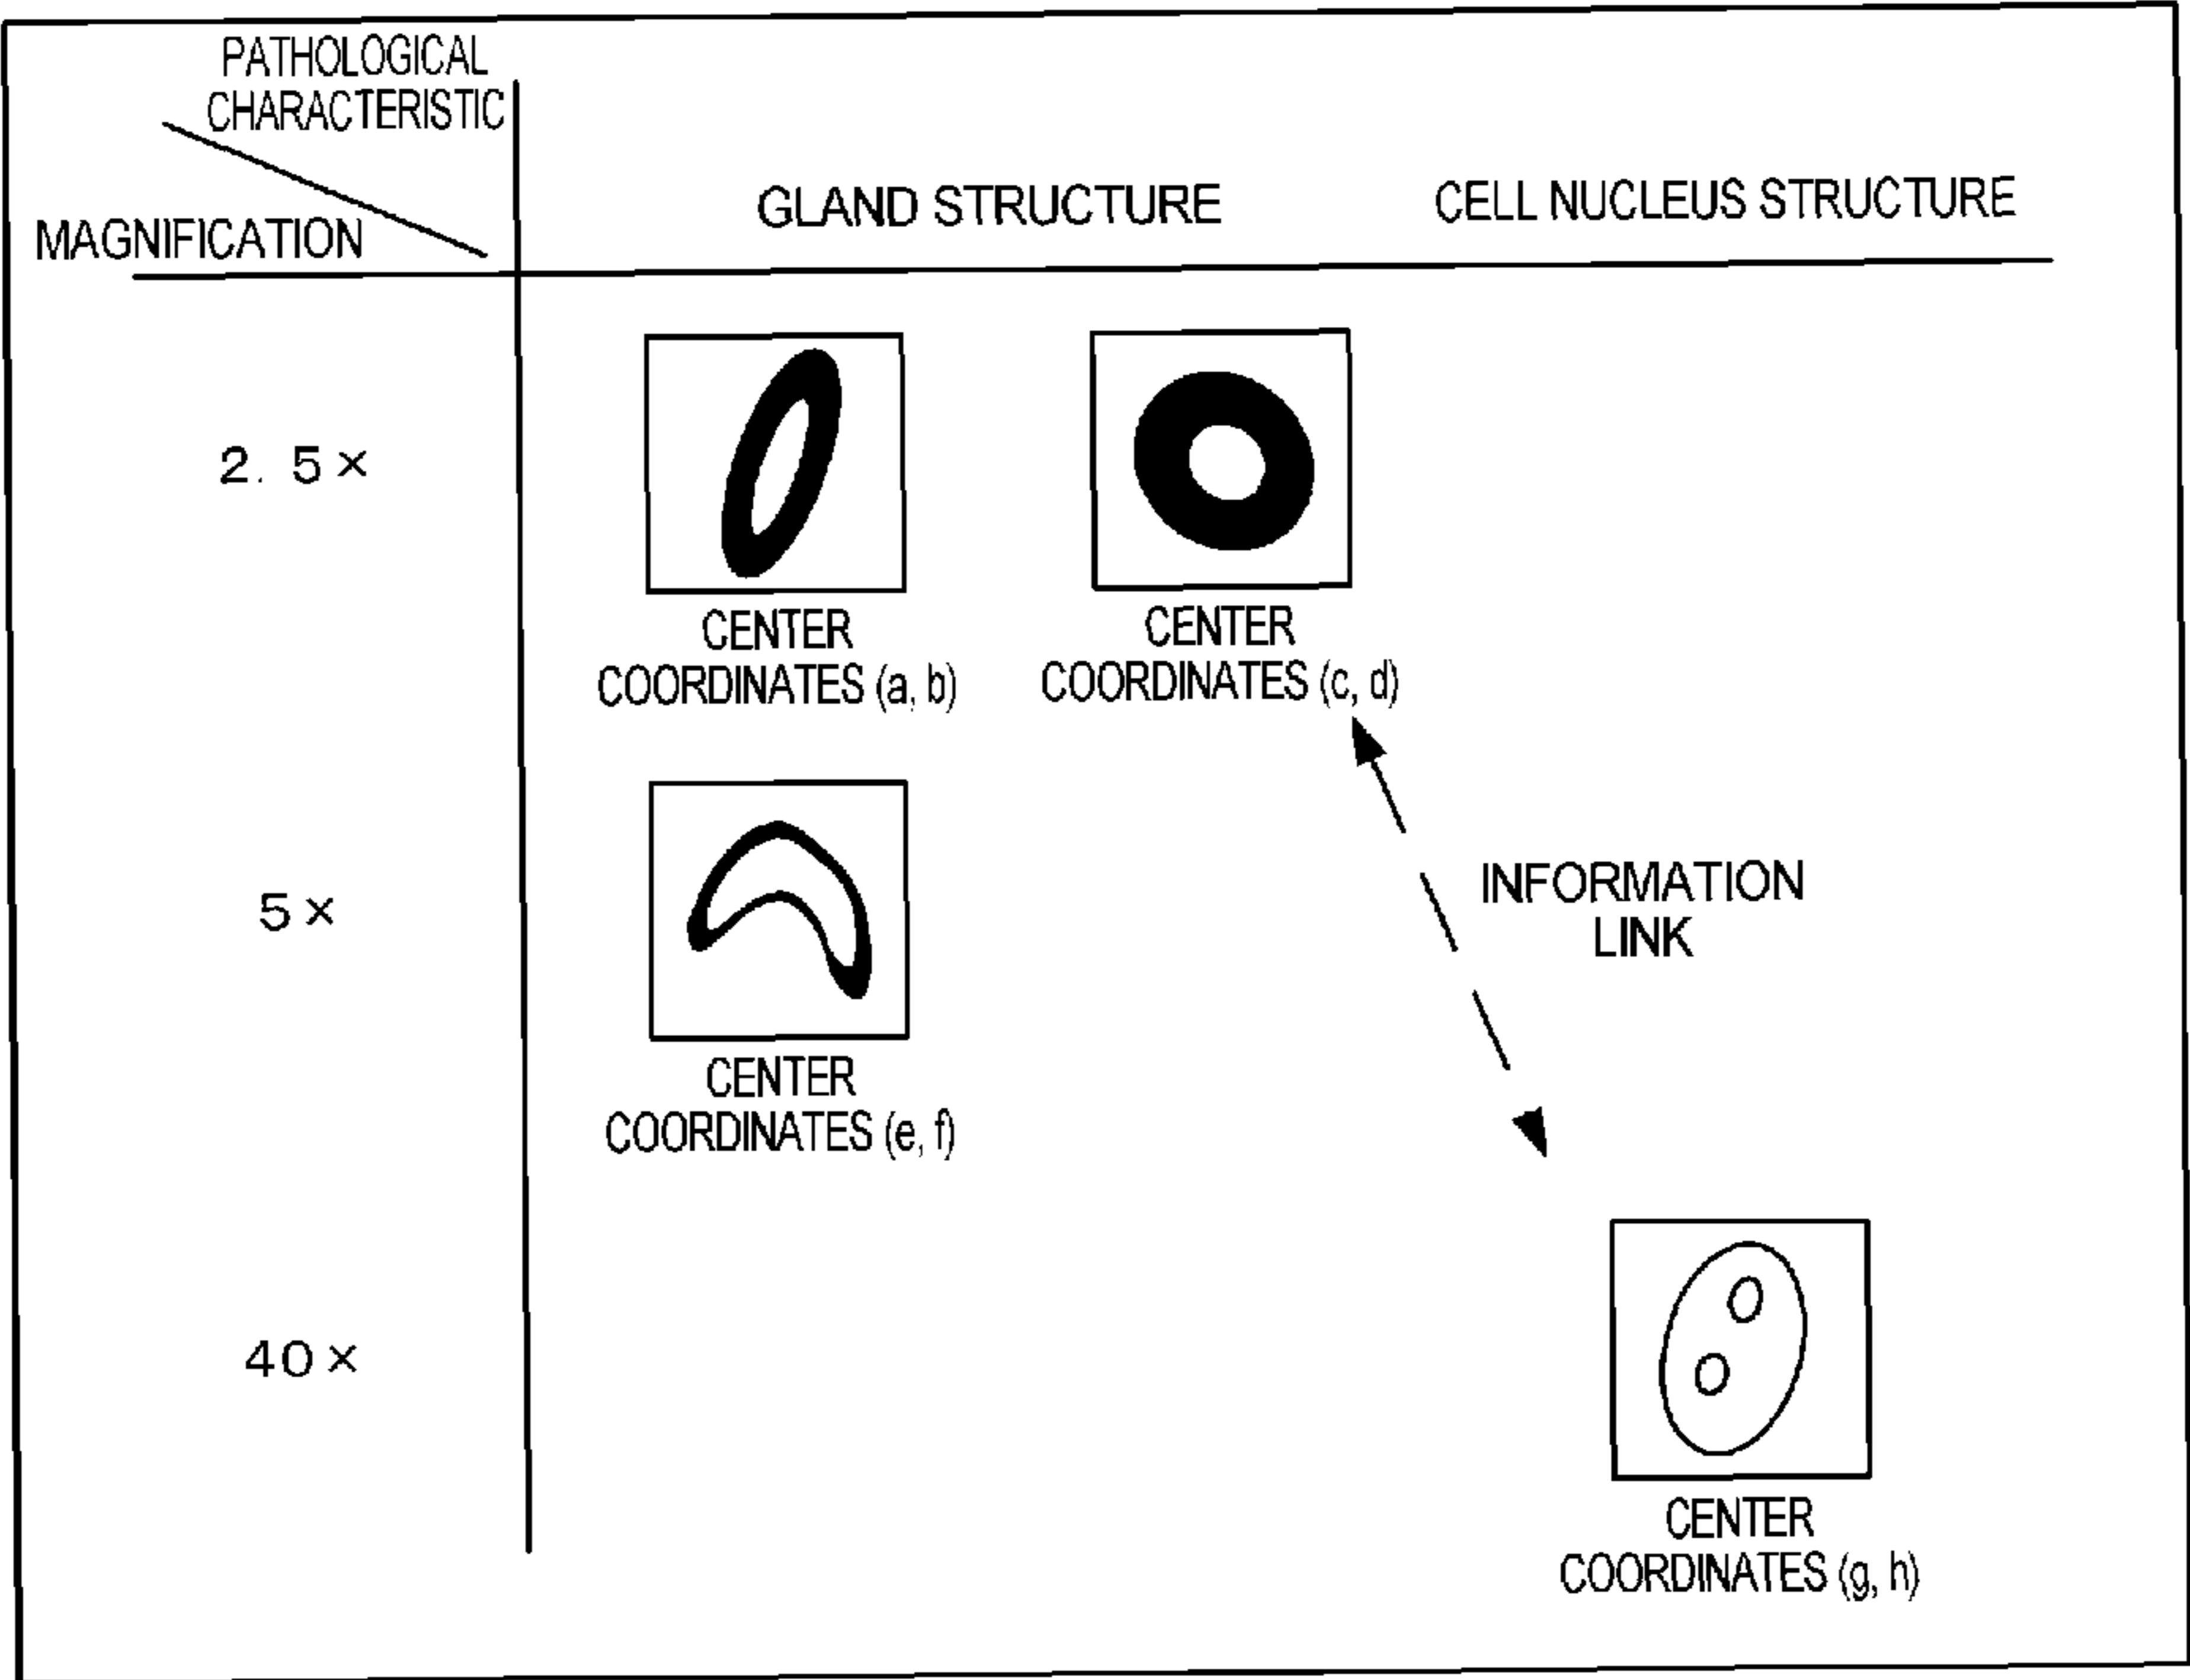 PATHOLOGICAL
CHARACTERISTIC
MAGNIFICATION
GLAND STRUCTURE
CELL NUCLEUS STRUCTURE
2. 5×
CENTER
COORDINATES (a, b)
CENTER
COORDINATES (c, d)
5×
CENTER
COORDINATES (e, f)
INFORMATION
LINK
40×
CENTER
COORDINATES (g, h)